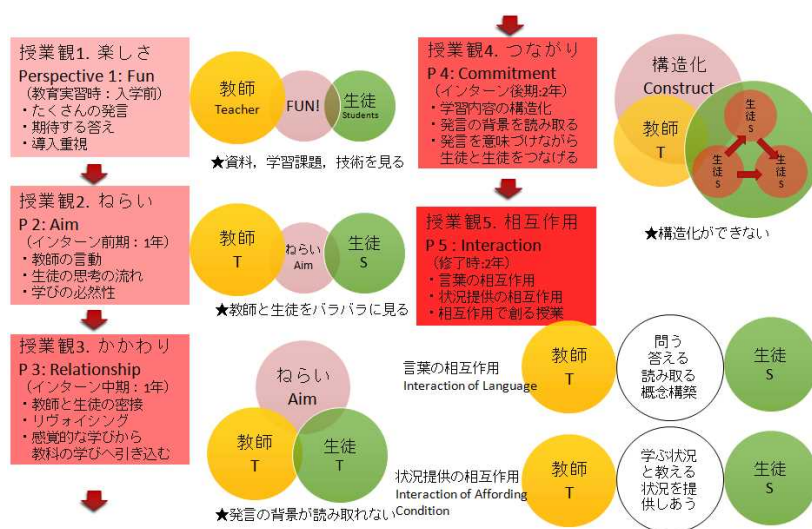 授業観1. 楽しさ
Perspective 1: Fun
（教育実習時：入学前）
・たくさんの発言
・期待する答え
・導入重視
教師
Teacher
FUN!
生徒
Students
★資料，学習課題，技術を見る
授業観2. ねらい
P 2: Aim
（インターン前期：1年）
・教師の言動
・生徒の思考の流れ
・学びの必然性
教師
T
ねらい
Aim
生徒
S
★教師と生徒をバラバラに見る
授業観3. かかわり
P 3: Relationship
（インターン中期：1年）
・教師と生徒の密接
・リヴォイシング
・感覚的な学びから
教科の学びへ引き込む
ねらい
Aim
教師
T
生徒
T
★発言の背景が読み取れない
授業観4. つながり
P 4: Commitment
（インターン後期:2年）
・学習内容の構造化
・発言の背景を読み取る
・発言を意味づけながら
生徒と生徒をつなげる
構造化
Construct
教師
T
生徒
S
生徒
S
生徒
S
★構造化ができない
授業観5. 相互作用
P 5 : Interaction
（修了時:2年）
・言葉の相互作用
・状況提供の相互作用
・相互作用で創る授業
言葉の相互作用
Interaction of Language
教師
T
問う
答える
読み取る
概念構築
生徒
S
状況提供の相互作用
Interaction of Affording
Condition
教師
T
学ぶ状況
と教える
状況を提
供しあう
生徒
S